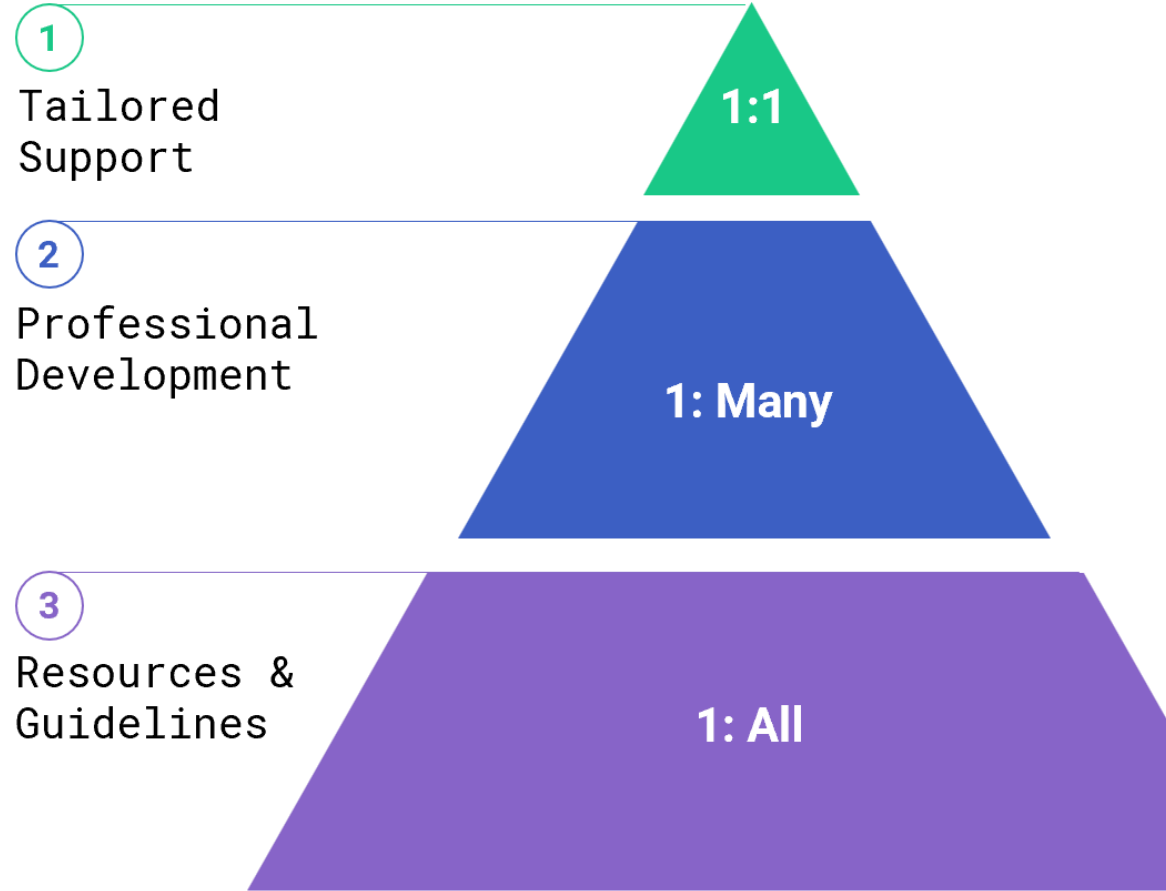 1
Tailored
Support
1:1
2
Professional
Development
1: Many
3
Resources &
Guidelines
1: All